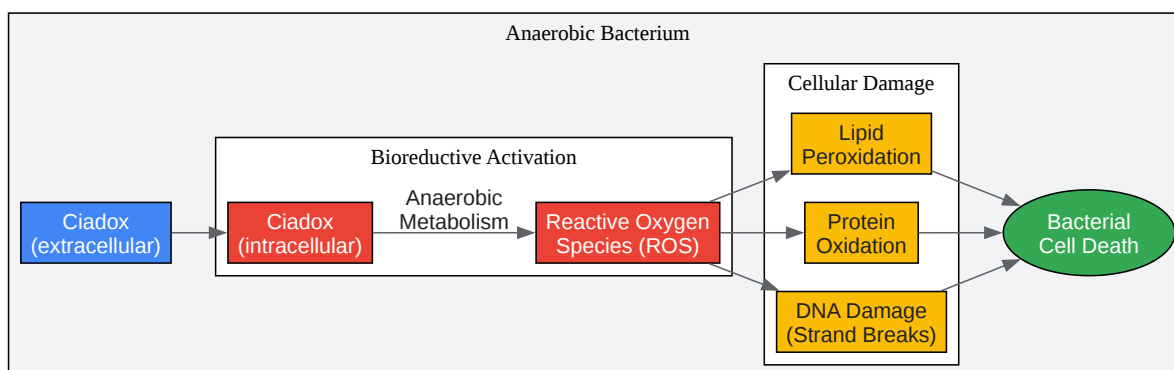 Anaerobic Bacterium
Cellular Damage
Bioreductive Activation
Ciadox
(extracellular)
Ciadox
(intracellular)
Anaerobic
Metabolism
Reactive Oxygen
Species (ROS)
Lipid
Peroxidation
Protein
Oxidation
DNA Damage
(Strand Breaks)
Bacterial
Cell Death